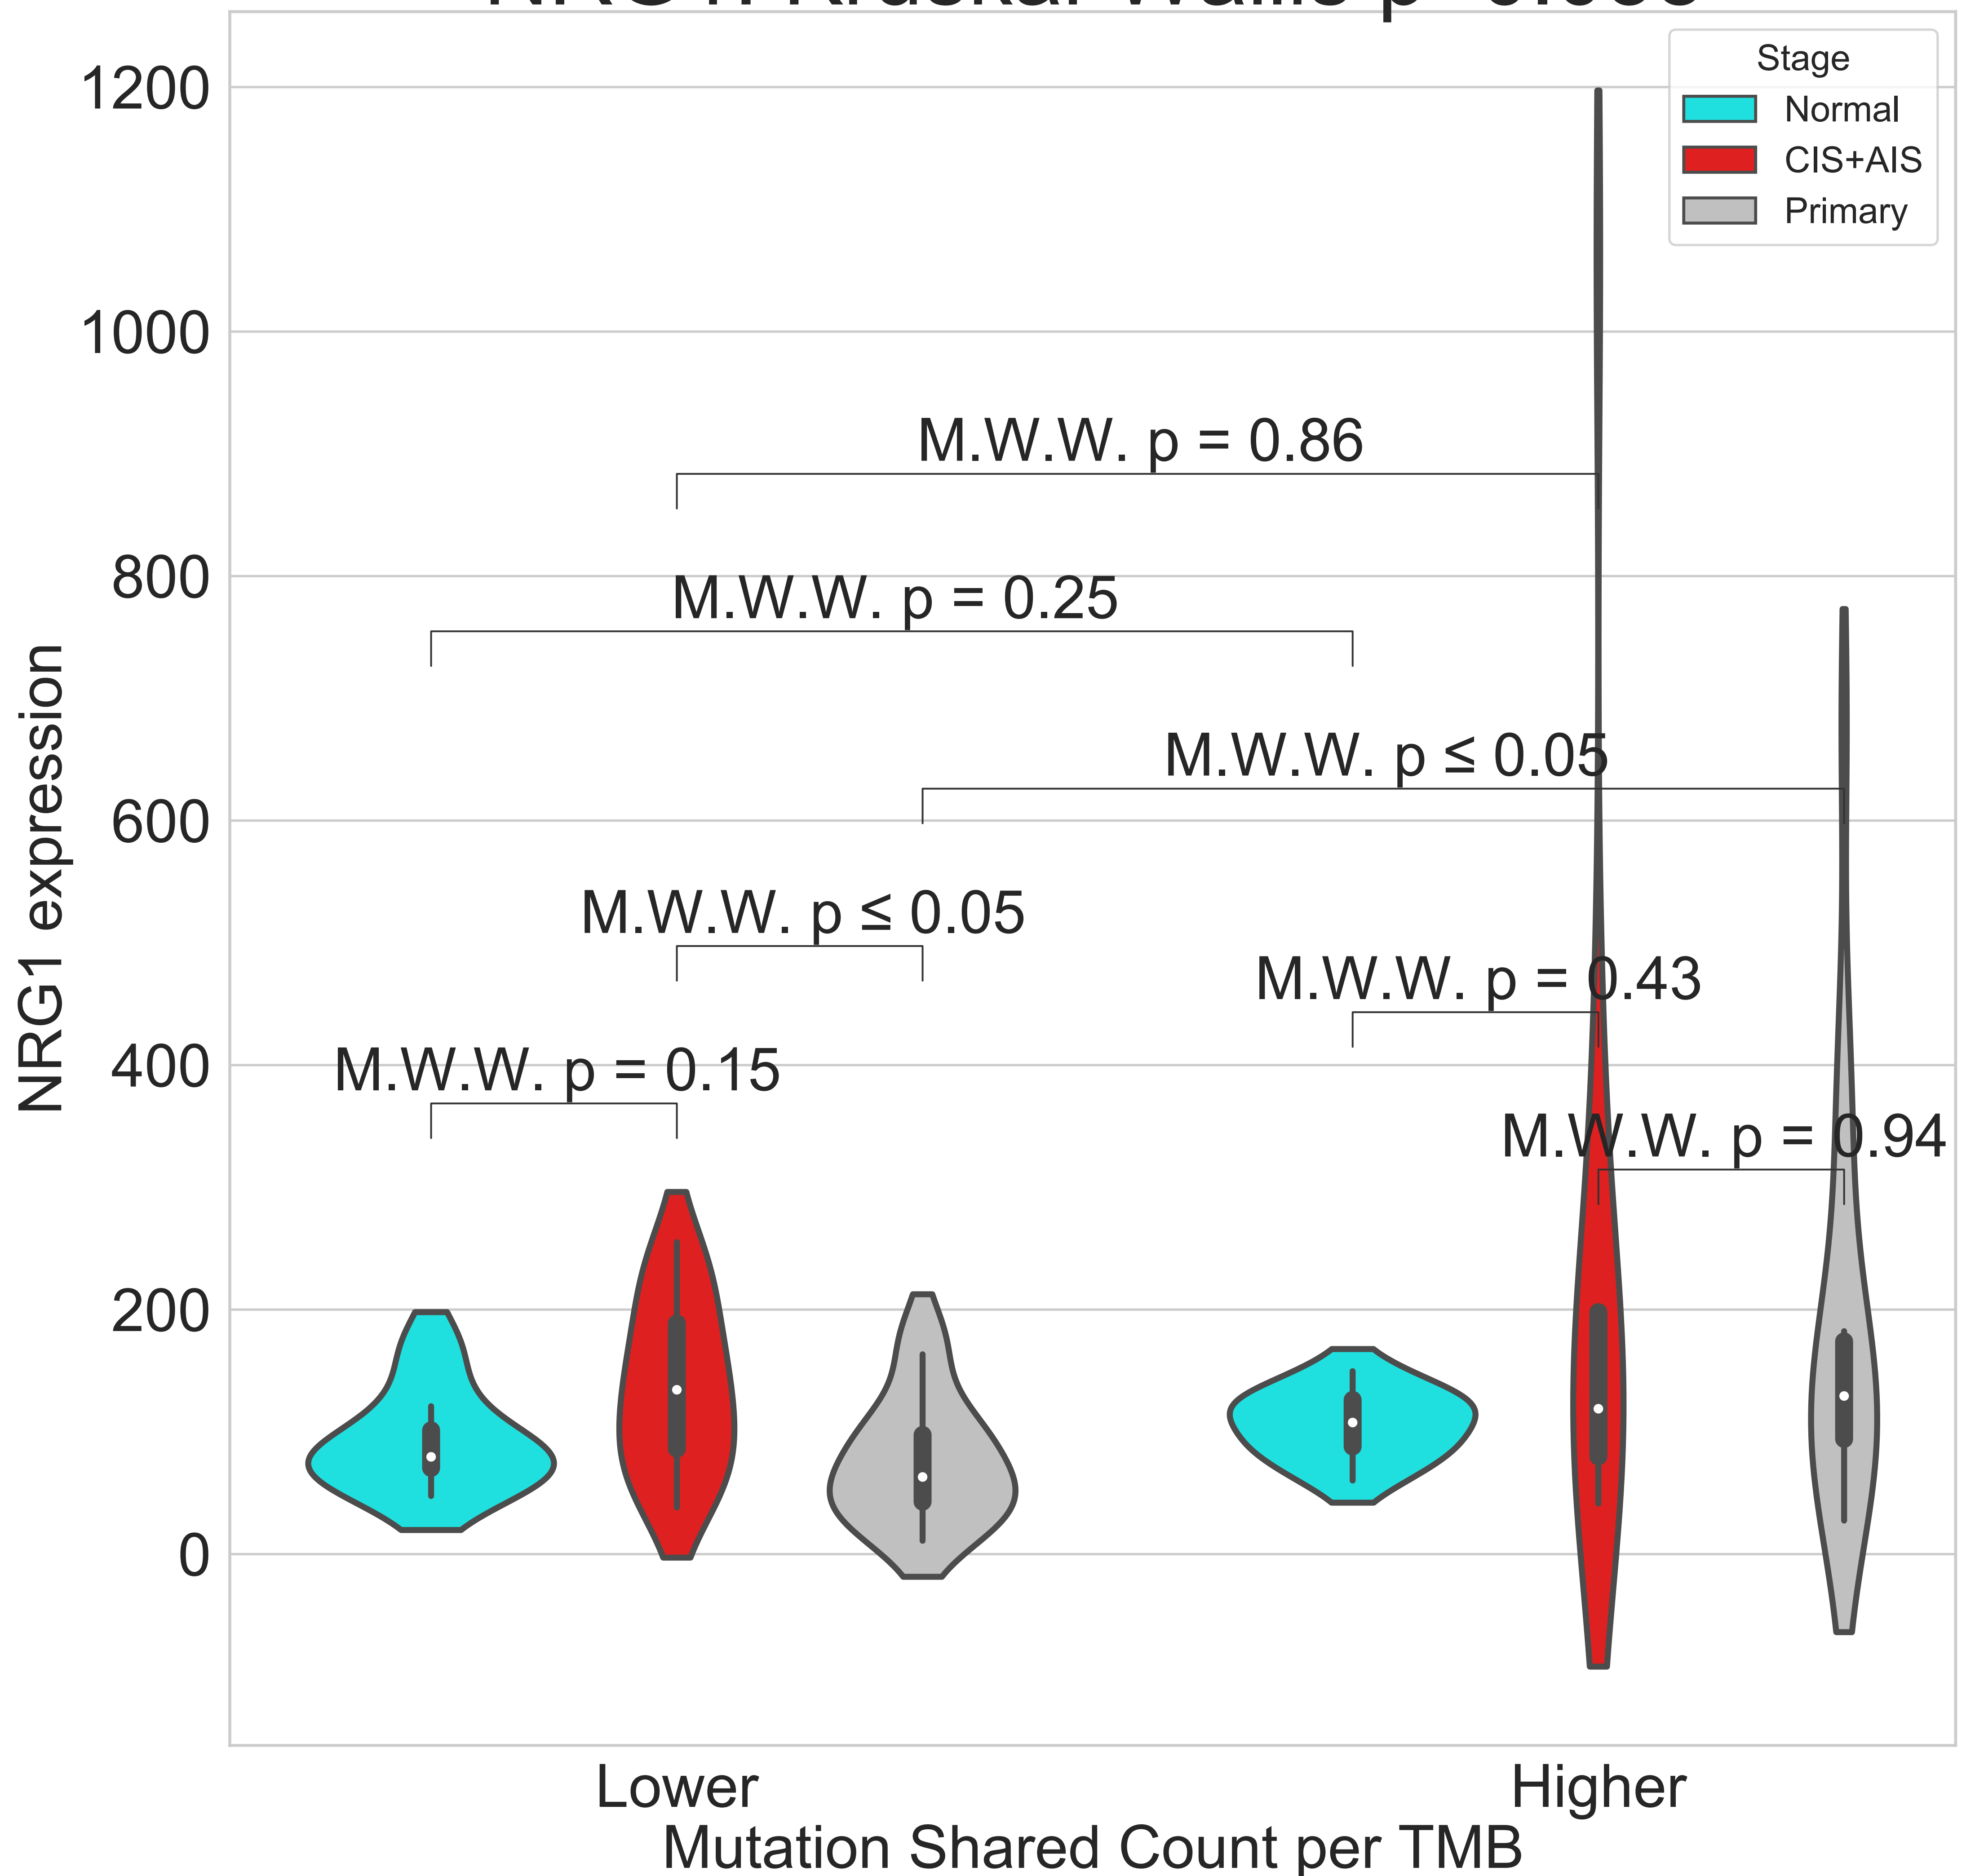 Stage
Normal
CIS+AIS
Primary
1200
1000
800
600
400
200
0
NRG1 expression
M.W.W. p = 0.86
M.W.W. p = 0.25
M.W.W. p ≤ 0.05
M.W.W. p ≤ 0.05
M.W.W. p = 0.43
M.W.W. p = 0.15
M.W.W. p = 0.94
Lower
Higher
Mutation Shared Count per TMB